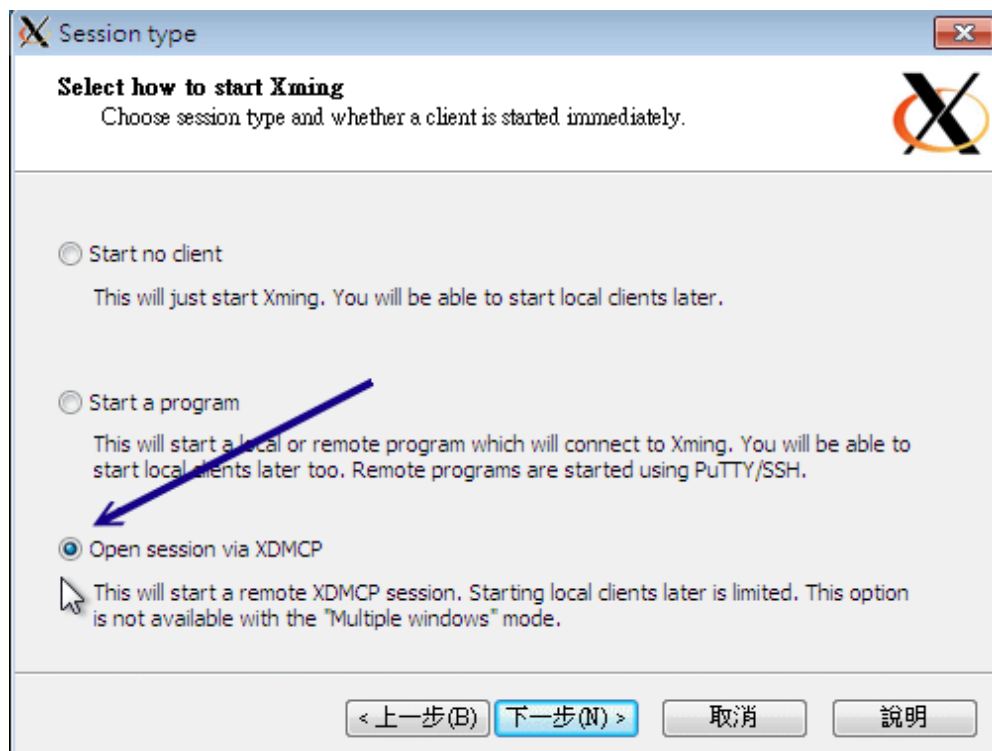 Session type
Select how to start Xming
Choose session type and whether a client is started immediately.
Start no client
This will just start Xming. You will be able to start local clients later.
Start a program
This will start a local or remote program which will connect to Xming. You will be able to
start local clients later too. Remote programs are started using PuTTY/SSH.
Open session via XDMCP
This will start a remote XDMCP session. Starting local clients later is limited. This option
is not available with the "Multiple windows" mode.
<上一步(B) 下一步(N)> 取消 說明